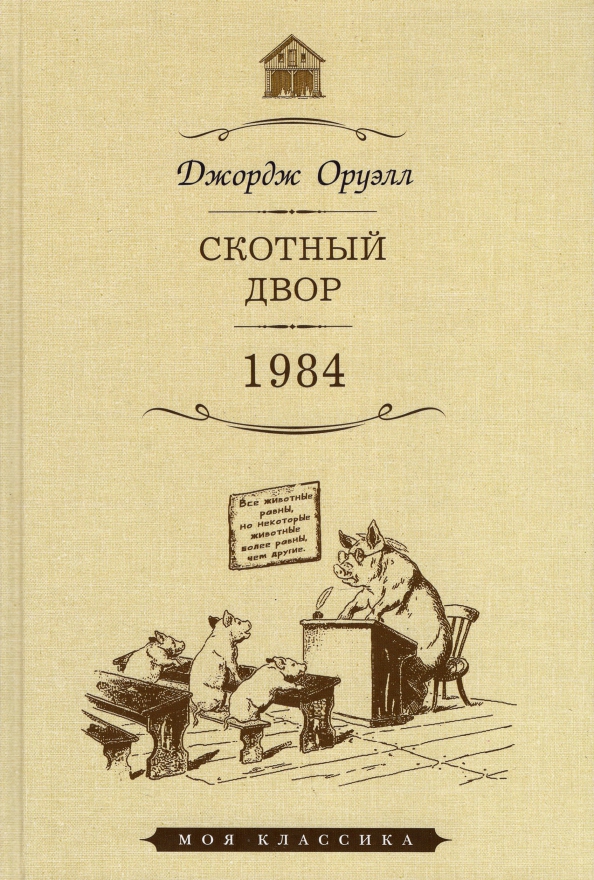 Джордж Оруэлл
СКОТНЫЙ
ДВОР
1984
Все животные
равны,
но некоторые
животные
более равны,
чем другие.
МОЯ КЛАССИКА